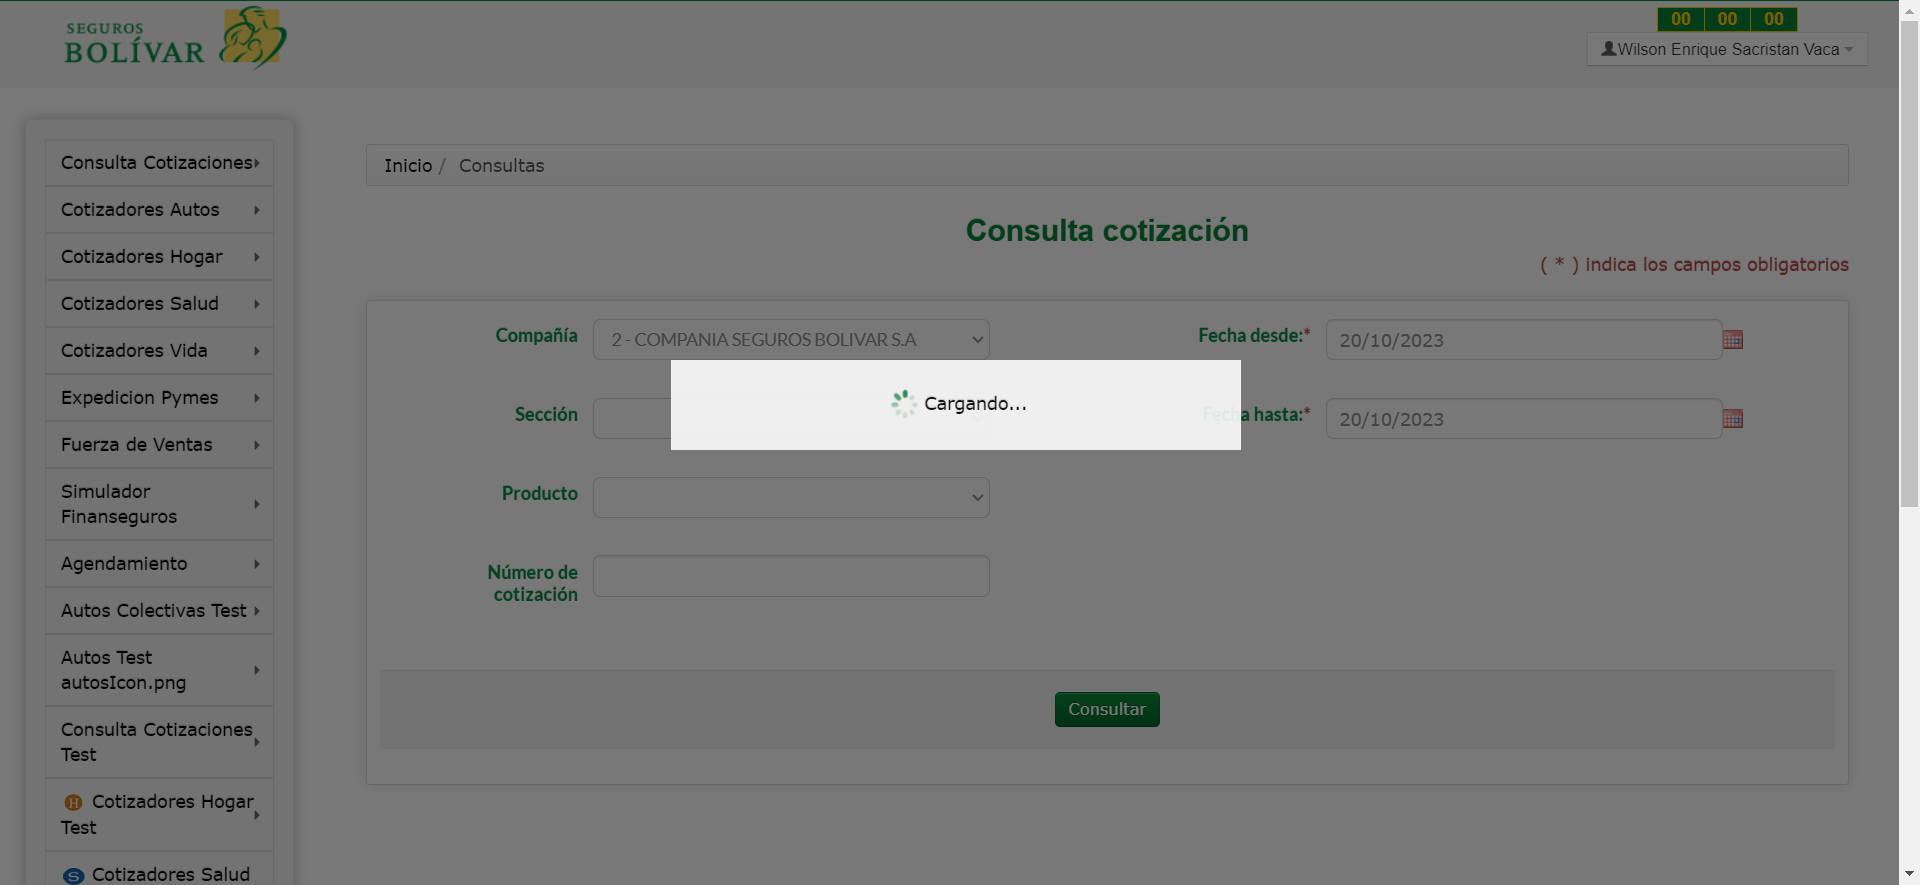 SEGUROS
BOLÍVAR
00 00 00
Wilson Enrique Sacristan Vaca
Consulta Cotizaciones
Cotizadores Autos
Cotizadores Hogar
Cotizadores Salud
Cotizadores Vida
Expedicion Pymes
Fuerza de Ventas
Simulador
Finanseguros
Agendamiento
Autos Colectivas Test
Autos Test
autosIcon.png
Consulta Cotizaciones
Test
H Cotizadores Hogar
Test
S Cotizadores Salud
Inicio / Consultas
Consulta cotización
( * ) indica los campos obligatorios
Compañía 2 - COMPANIA SEGUROS BOLIVAR S.A
Fecha desde:* 20/10/2023
Cargando...
Sección
Fecha hasta:* 20/10/2023
Producto
Número de
cotización
Consultar